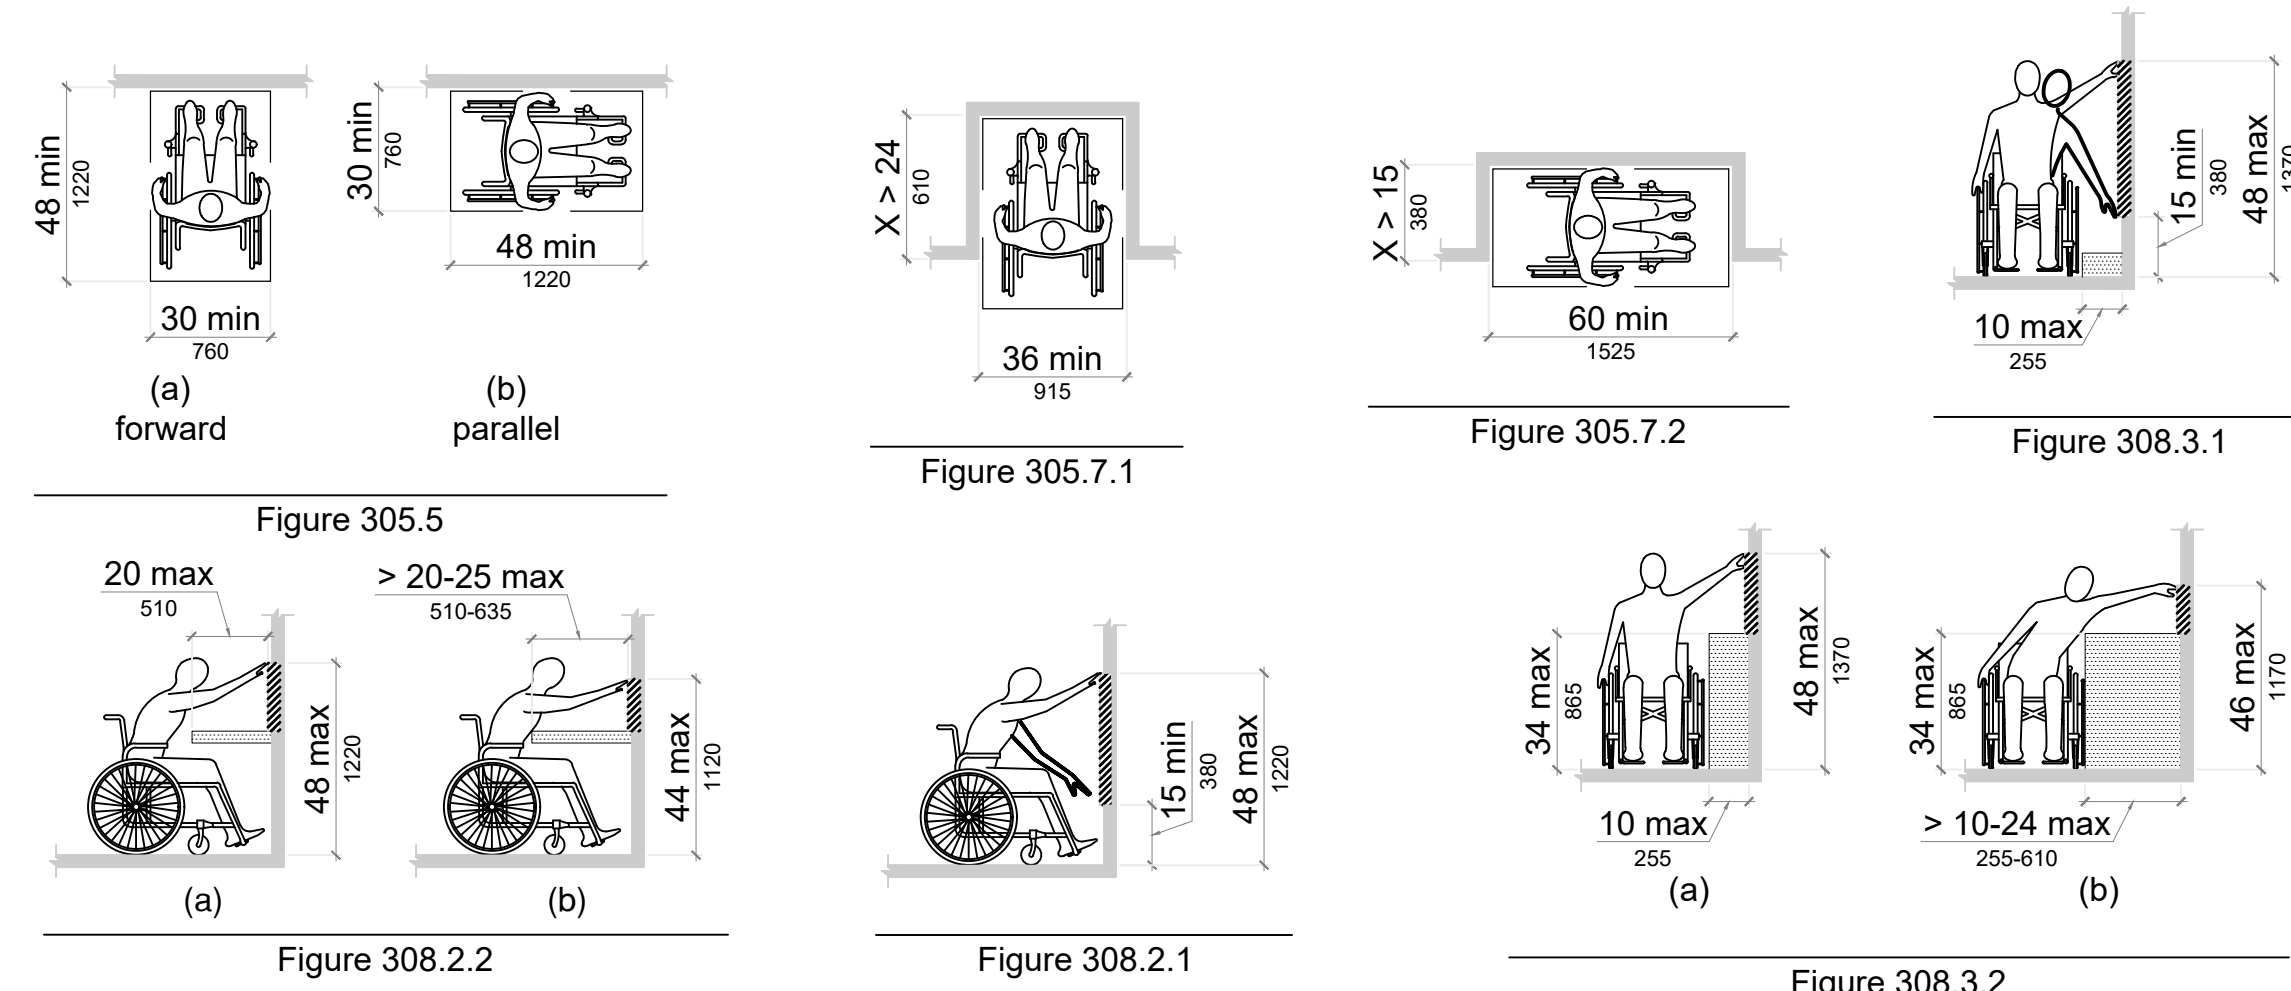 48 min
1220
30 min
760
(a)
forward
30 min
760
48 min
1220
(b)
parallel
Figure 305.5
X > 24
610
36 min
915
Figure 305.7.1
X > 15
380
60 min
1525
Figure 305.7.2
15 min
380
48 max
1370
10 max
255
Figure 308.3.1
20 max
510
48 max
1220
(a)
> 20-25 max
510-635
44 max
1120
(b)
Figure 308.2.2
15 min
380
48 max
1220
Figure 308.2.1
34 max
865
48 max
1370
10 max
255
(a)
34 max
865
46 max
1170
> 10-24 max
255-610
(b)
Figure 308.3.2